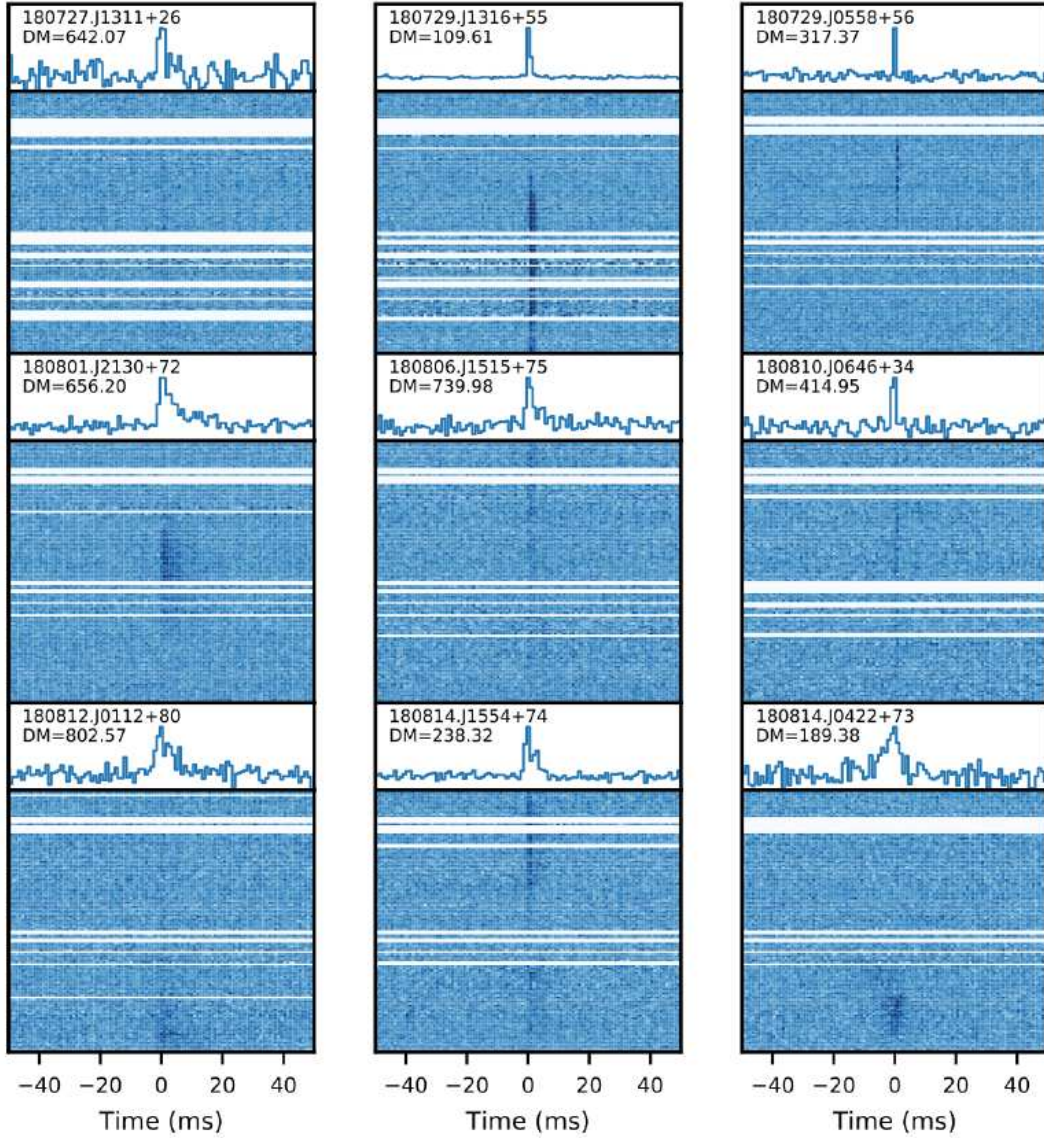 180727.J1311+26
DM=642.07
180729.J1316+55
DM=109.61
180729.J0558+56
DM=317.37
180801.J2130+72
DM=656.20
180806.J1515+75
DM=739.98
180810.J0646+34
DM=414.95
180812.J0112+80
DM=802.57
180814.J1554+74
DM=238.32
180814.J0422+73
DM=189.38
−40 −20 0 20 40
Time (ms)
−40 −20 0 20 40
Time (ms)
−40 −20 0 20 40
Time (ms)